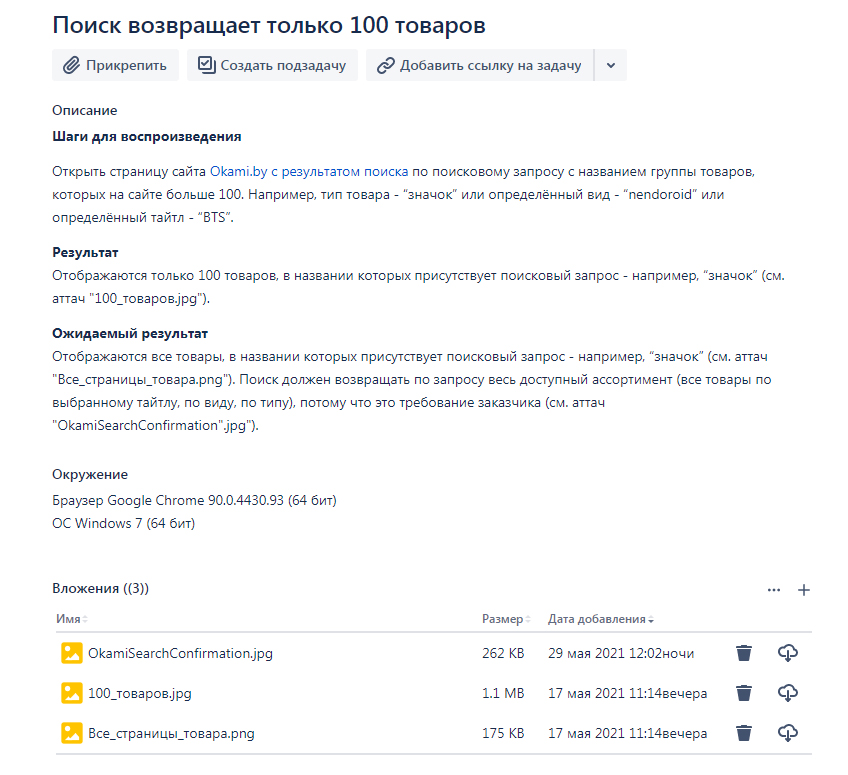 Поиск возвращает только 100 товаров
Прикрепить
Создать подзадачу
Добавить ссылку на задачу
Описание
Шаги для воспроизведения
Открыть страницу сайта Okami.by с результатом поиска по поисковому запросу с названием группы товаров,
которых на сайте больше 100. Например, тип товара - “значок” или определённый вид - “nendoroid” или
определённый тайтл - “BTS”.
Результат
Отображаются только 100 товаров, в названии которых присутствует поисковый запрос - например, “значок” (см.
аттач "100_товаров.jpg").
Ожидаемый результат
Отображаются все товары, в названии которых присутствует поисковый запрос - например, “значок” (см. аттач
"Все_страницы_товара.png"). Поиск должен возвращать по запросу весь доступный ассортимент (все товары по
выбранному тайтлу, по виду, по типу), потому что это требование заказчика (см. аттач
"OkamiSearchConfirmation".jpg").
Окружение
Браузер Google Chrome 90.0.4430.93 (64 бит)
ОС Windows 7 (64 бит)
Вложения ((3))
Имя Размер Дата добавления
OkamiSearchConfirmation.jpg 262 KB 29 мая 2021 12:02ночи
100_товаров.jpg 1.1 MB 17 мая 2021 11:14вечера
Все_страницы_товара.png 175 KB 17 мая 2021 11:14вечера